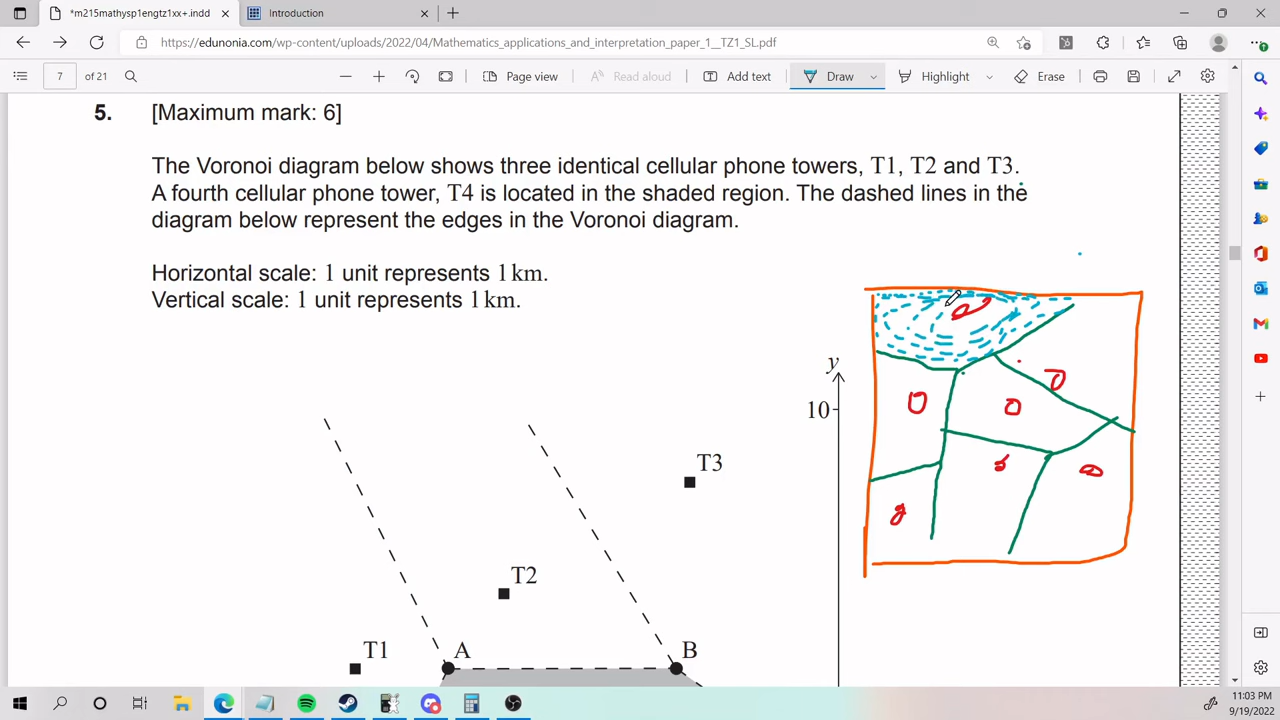 *m215mathysp1engtz1xx+.indd
Introduction
https://edunonia.com/wp-content/uploads/2022/04/Mathematics_applications_and_interpretation_paper_1__TZ1_SL.pdf
7 of 21
Page view
Read aloud
Add text
Draw
Highlight
Erase
5. [Maximum mark: 6]
The Voronoi diagram below shows three identical cellular phone towers, T1, T2 and T3.
A fourth cellular phone tower, T4 is located in the shaded region. The dashed lines in the
diagram below represent the edges in the Voronoi diagram.
Horizontal scale: 1 unit represents 1 km.
Vertical scale: 1 unit represents 1 km.
y
10
T3
T2
T1
A
B
11:03 PM
9/19/2022